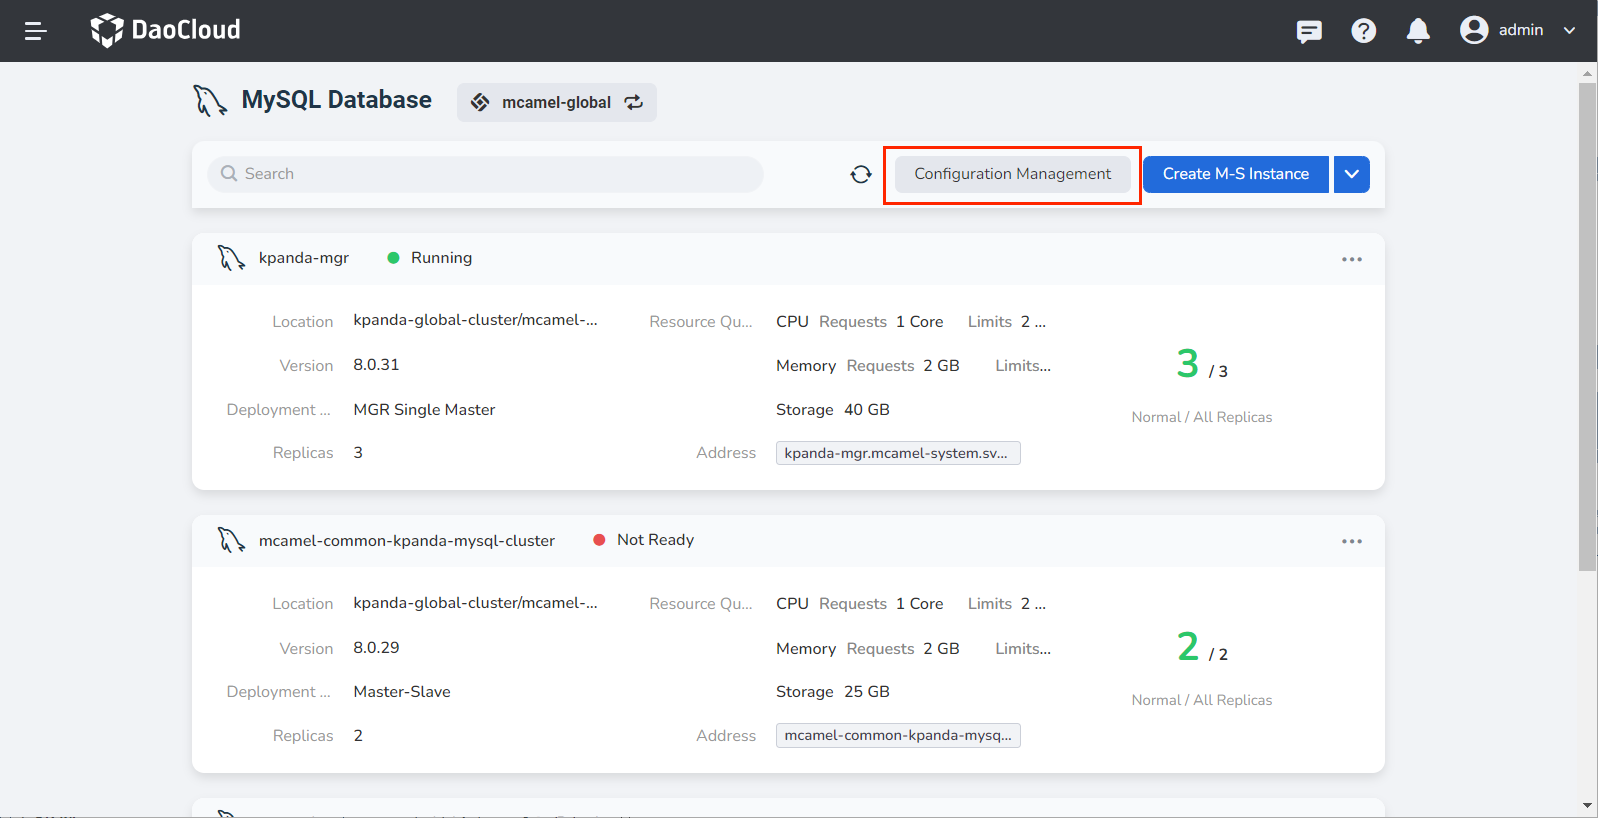 DaoCloud
admin
MySQL Database
mcamel-global
Search
Configuration Management
Create M-S Instance
kpanda-mgr
Running
Location kpanda-global-cluster/mcamel-...
Resource Qu... CPU Requests 1 Core Limits 2 ...
Version 8.0.31
Memory Requests 2 GB Limits...
3 / 3
Deployment ... MGR Single Master
Storage 40 GB
Normal / All Replicas
Replicas 3
Address kpanda-mgr.mcamel-system.sv...
mcamel-common-kpanda-mysql-cluster
Not Ready
Location kpanda-global-cluster/mcamel-...
Resource Qu... CPU Requests 1 Core Limits 2 ...
Version 8.0.29
Memory Requests 2 GB Limits...
2 / 2
Deployment ... Master-Slave
Storage 25 GB
Normal / All Replicas
Replicas 2
Address mcamel-common-kpanda-mysq...